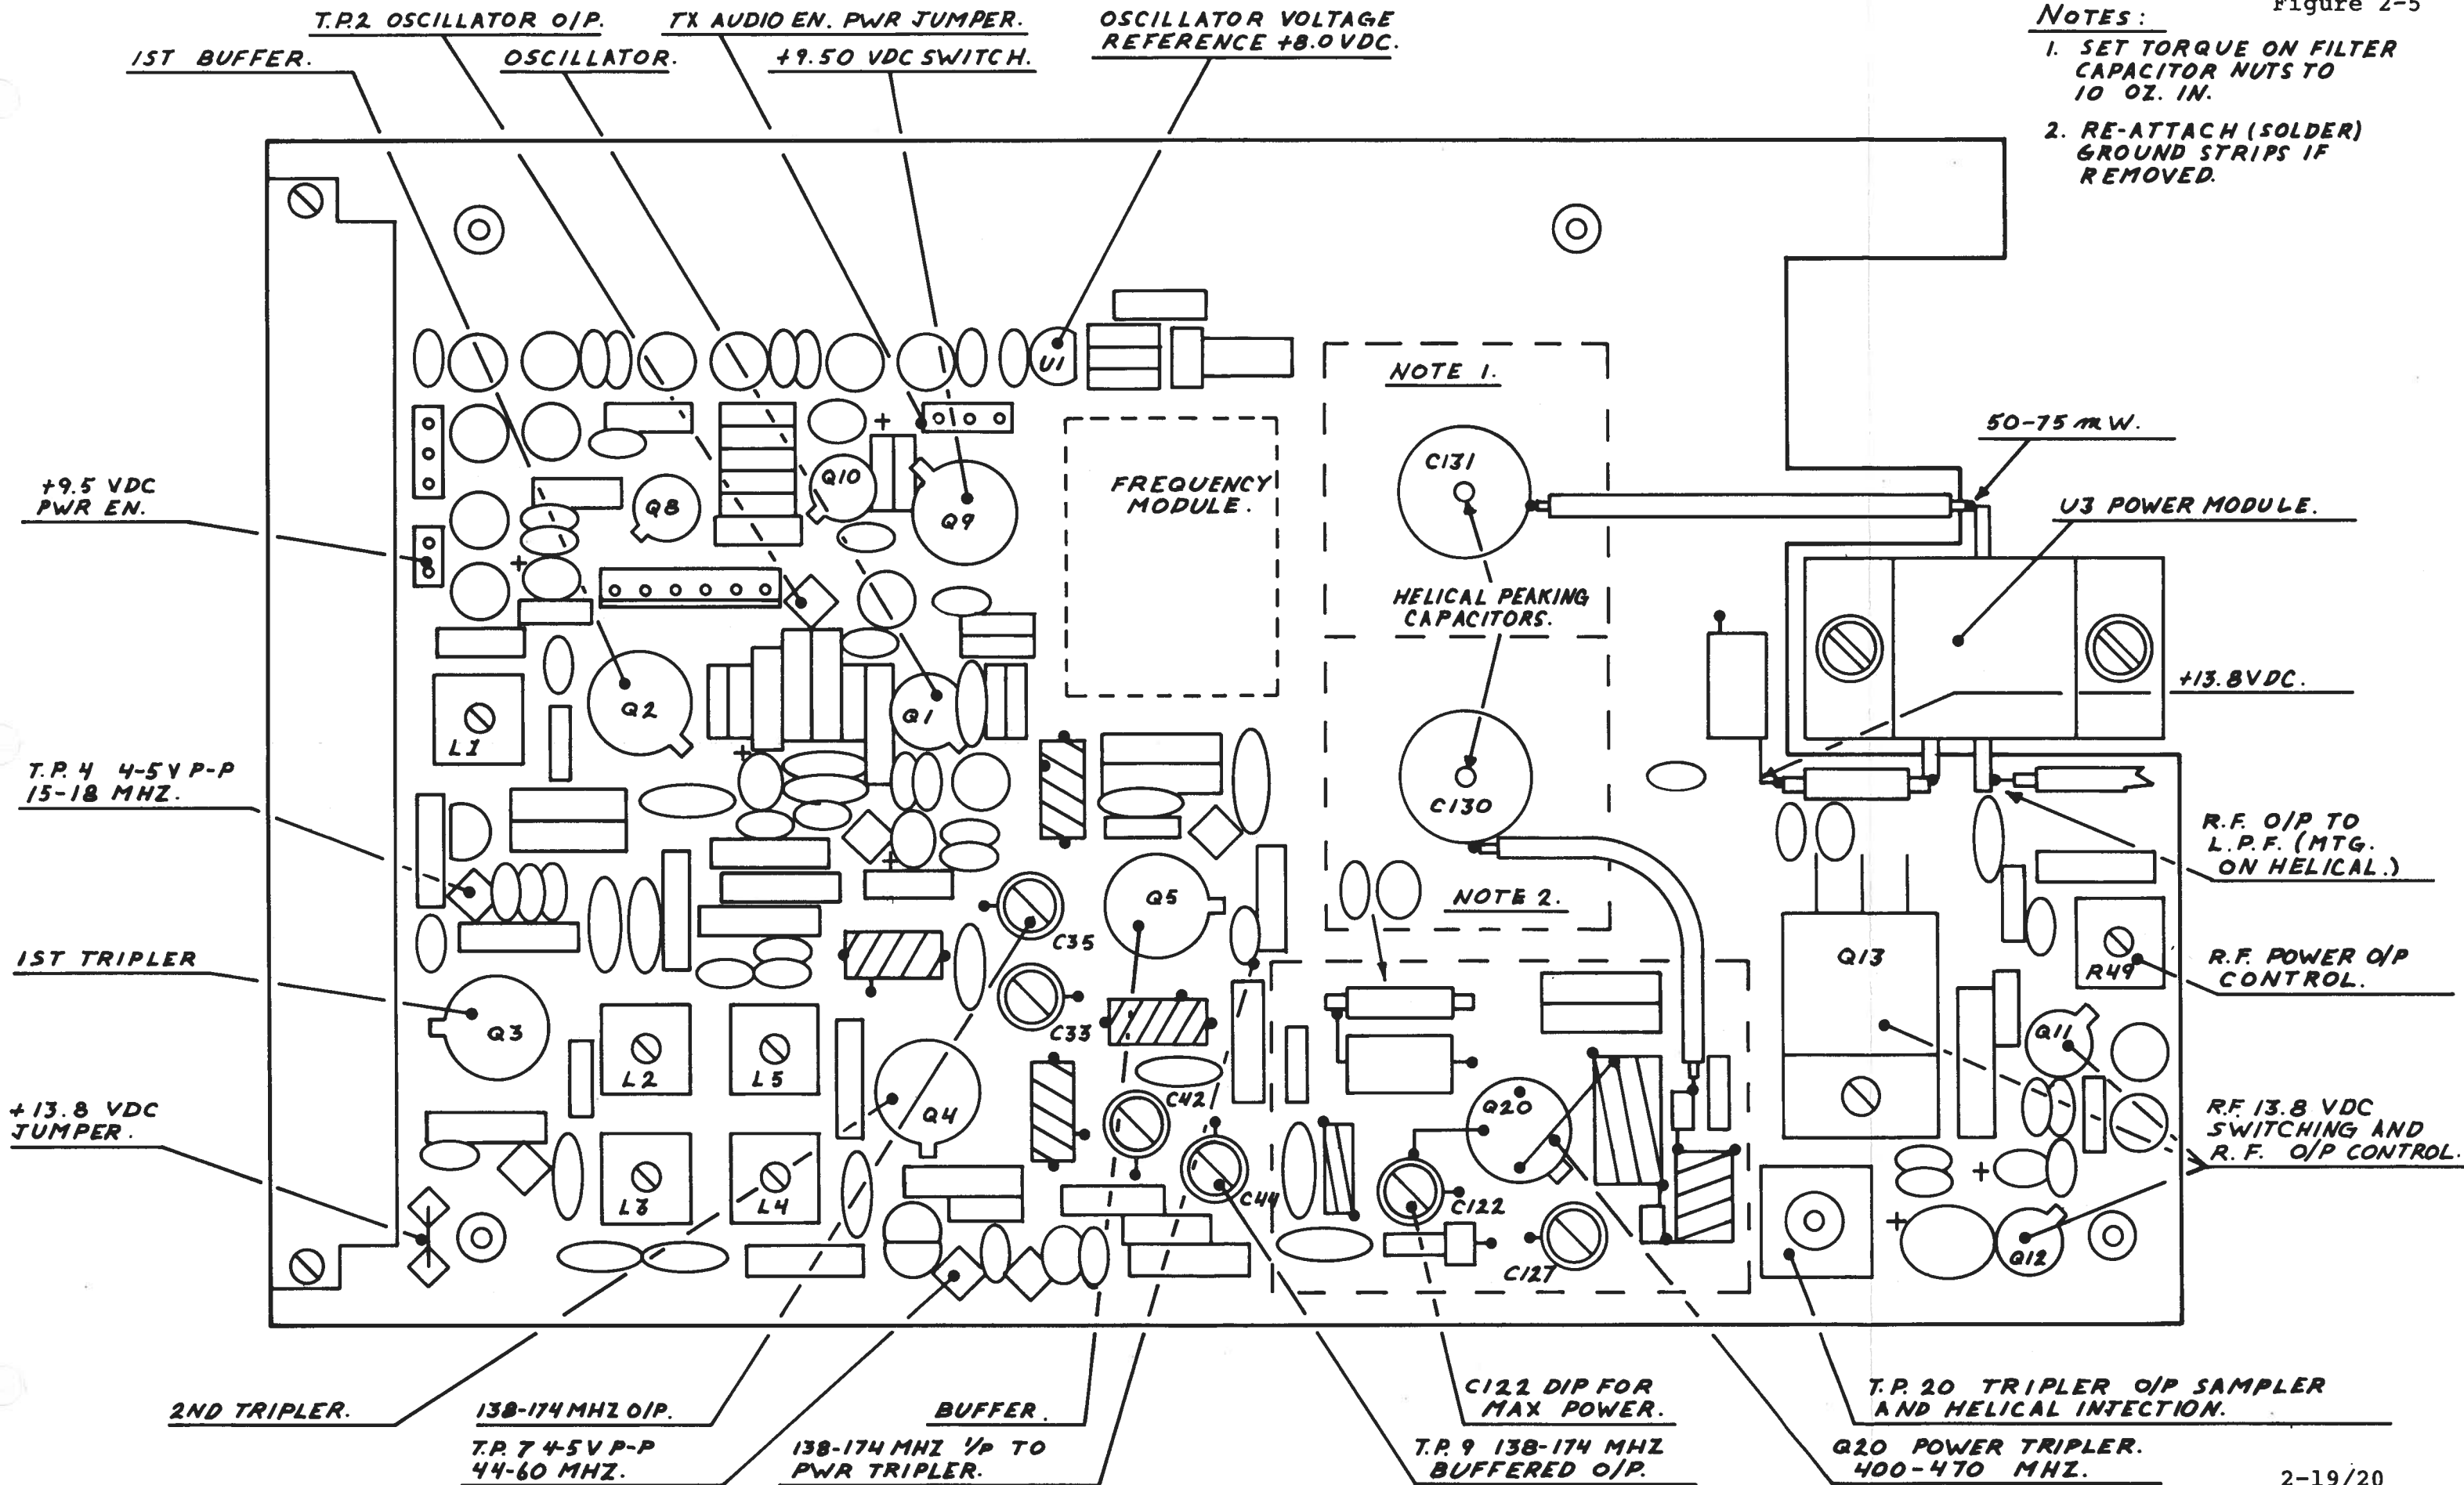 Figure 2-5
T.P.2 OSCILLATOR O/P.
TX AUDIO EN. PWR JUMPER.
OSCILLATOR VOLTAGE
REFERENCE +8.0 VDC.
1ST BUFFER.
OSCILLATOR.
+9.50 VDC SWITCH.
NOTES:
1. SET TORQUE ON FILTER
CAPACITOR NUTS TO
10 OZ. IN.
2. RE-ATTACH (SOLDER)
GROUND STRIPS IF
REMOVED.
U1
NOTE 1.
+
C131
50-75 mW.
+9.5 VDC
PWR EN.
Q8
Q10
Q9
FREQUENCY
MODULE.
U3 POWER MODULE.
+
HELICAL PEAKING
CAPACITORS.
L1
Q2
Q1
+13.8VDC.
+
T.P. 4 4-5 V P-P
15-18 MHZ.
C130
R.F. O/P TO
L.P.F. (MTG.
ON HELICAL.)
+
Q5
NOTE 2.
C35
1ST TRIPLER
Q13
R49
R.F. POWER O/P
CONTROL.
Q3
L2
L5
C33
Q4
C42
Q20
Q11
+13.8 VDC
JUMPER.
R.F. 13.8 VDC
SWITCHING AND
R.F. O/P CONTROL.
L3
L4
C44
C122
C127
+
+
Q12
2ND TRIPLER.
138-174 MHZ O/P.
BUFFER.
C122 DIP FOR
MAX POWER.
T.P. 20 TRIPLER O/P SAMPLER
AND HELICAL INJECTION.
T.P. 7 4-5 V P-P
44-60 MHZ.
138-174 MHZ I/P TO
PWR TRIPLER.
T.P. 9 138-174 MHZ
BUFFERED O/P.
Q20 POWER TRIPLER.
400-470 MHZ.
2-19/20